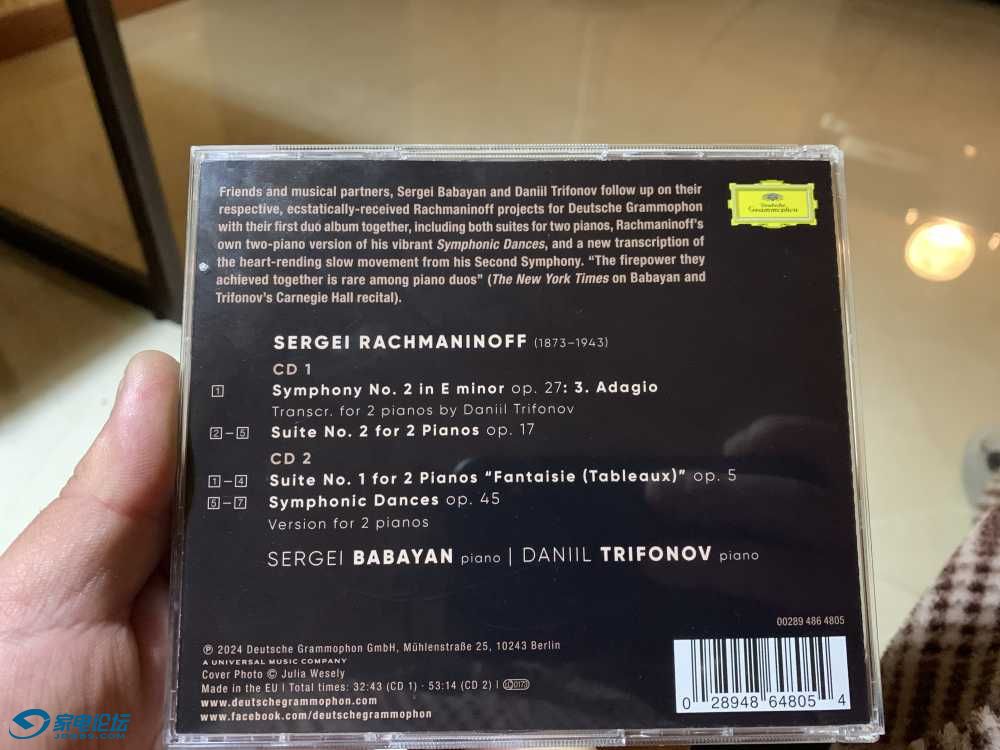 Friends and musical partners, Sergei Babayan and Daniil Trifonov follow up on their
respective, ecstatically-received Rachmaninoff projects for Deutsche Grammophon
with their first duo album together, including both suites for two pianos, Rachmaninoff's
own two-piano version of his vibrant Symphonic Dances, and a new transcription of
the heart-rending slow movement from his Second Symphony. "The firepower they
achieved together is rare among piano duos" (The New York Times on Babayan and
Trifonov's Carnegie Hall recital).
Deutsche
Grammophon
SERGEI RACHMANINOFF (1873–1943)
CD 1
1 Symphony No. 2 in E minor op. 27: 3. Adagio
Transcr. for 2 pianos by Daniil Trifonov
2–5 Suite No. 2 for 2 Pianos op. 17
CD 2
1–4 Suite No. 1 for 2 Pianos "Fantaisie (Tableaux)" op. 5
5–7 Symphonic Dances op. 45
Version for 2 pianos
SERGEI BABAYAN piano | DANIIL TRIFONOV piano
00289 486 4805
℗ 2024 Deutsche Grammophon GmbH, Mühlenstraße 25, 10243 Berlin
A UNIVERSAL MUSIC COMPANY
Cover Photo © Julia Wesely
Made in the EU | Total times: 32:43 (CD 1) - 53:14 (CD 2) |
www.deutschegrammophon.com
www.facebook.com/deutschegrammophon
0 28948 64805 4
家电论坛
JD-BBS.COM